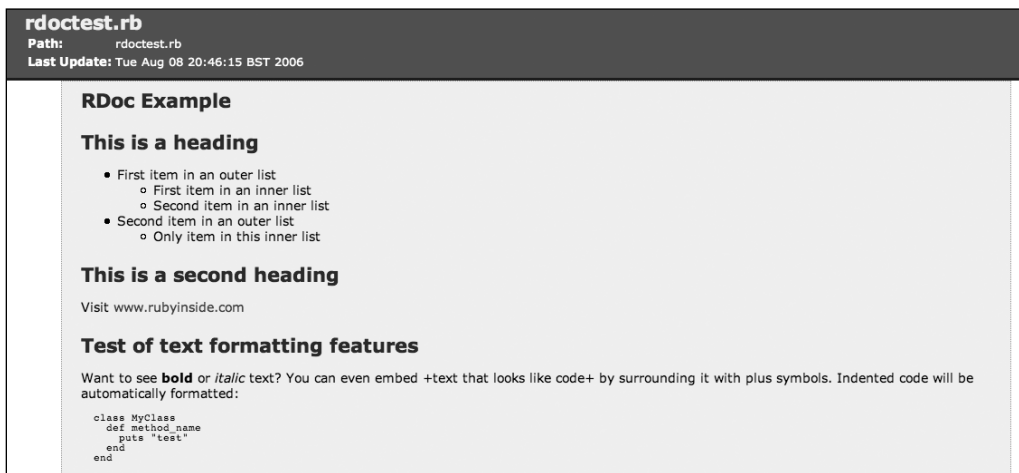 rdoctest.rb
Path: rdoctest.rb
Last Update: Tue Aug 08 20:46:15 BST 2006
RDoc Example
This is a heading
First item in an outer list
First item in an inner list
Second item in an inner list
Second item in an outer list
Only item in this inner list
This is a second heading
Visit www.rubyinside.com
Test of text formatting features
Want to see bold or italic text? You can even embed +text that looks like code+ by surrounding it with plus symbols. Indented code will be
automatically formatted:
class MyClass
def method_name
puts "test"
end
end